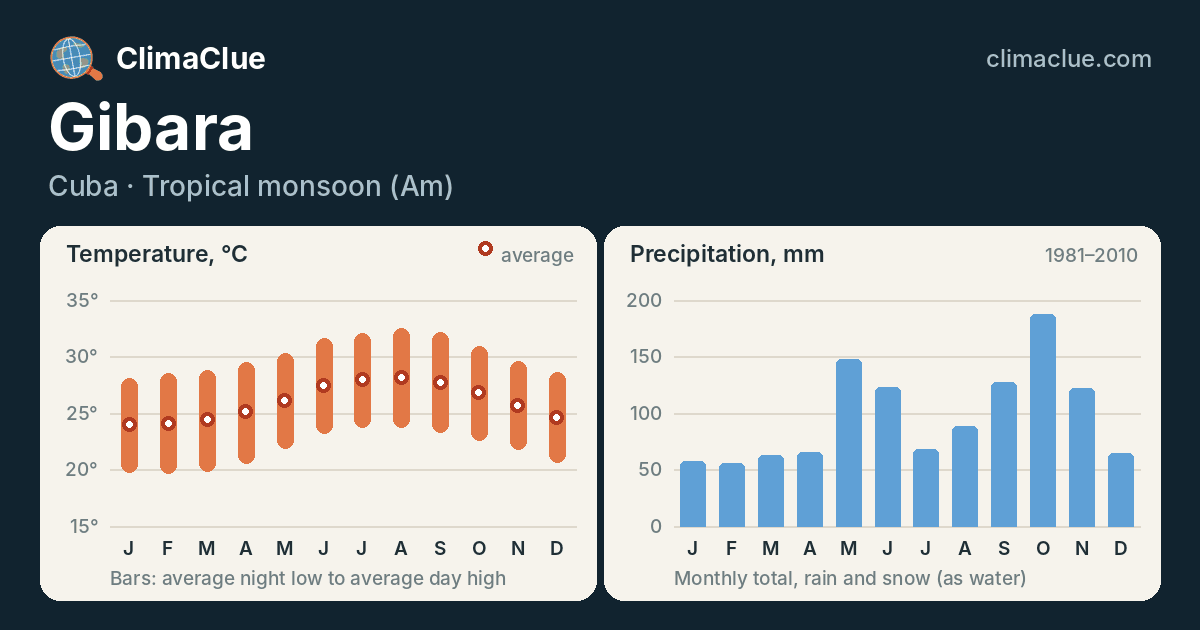 ClimaClue
climaclue.com
Gibara
Cuba · Tropical monsoon (Am)
Temperature, °C
average
35°
30°
25°
20°
15°
J F M A M J J A S O N D
Bars: average night low to average day high
Precipitation, mm
1981–2010
200
150
100
50
0
J F M A M J J A S O N D
Monthly total, rain and snow (as water)